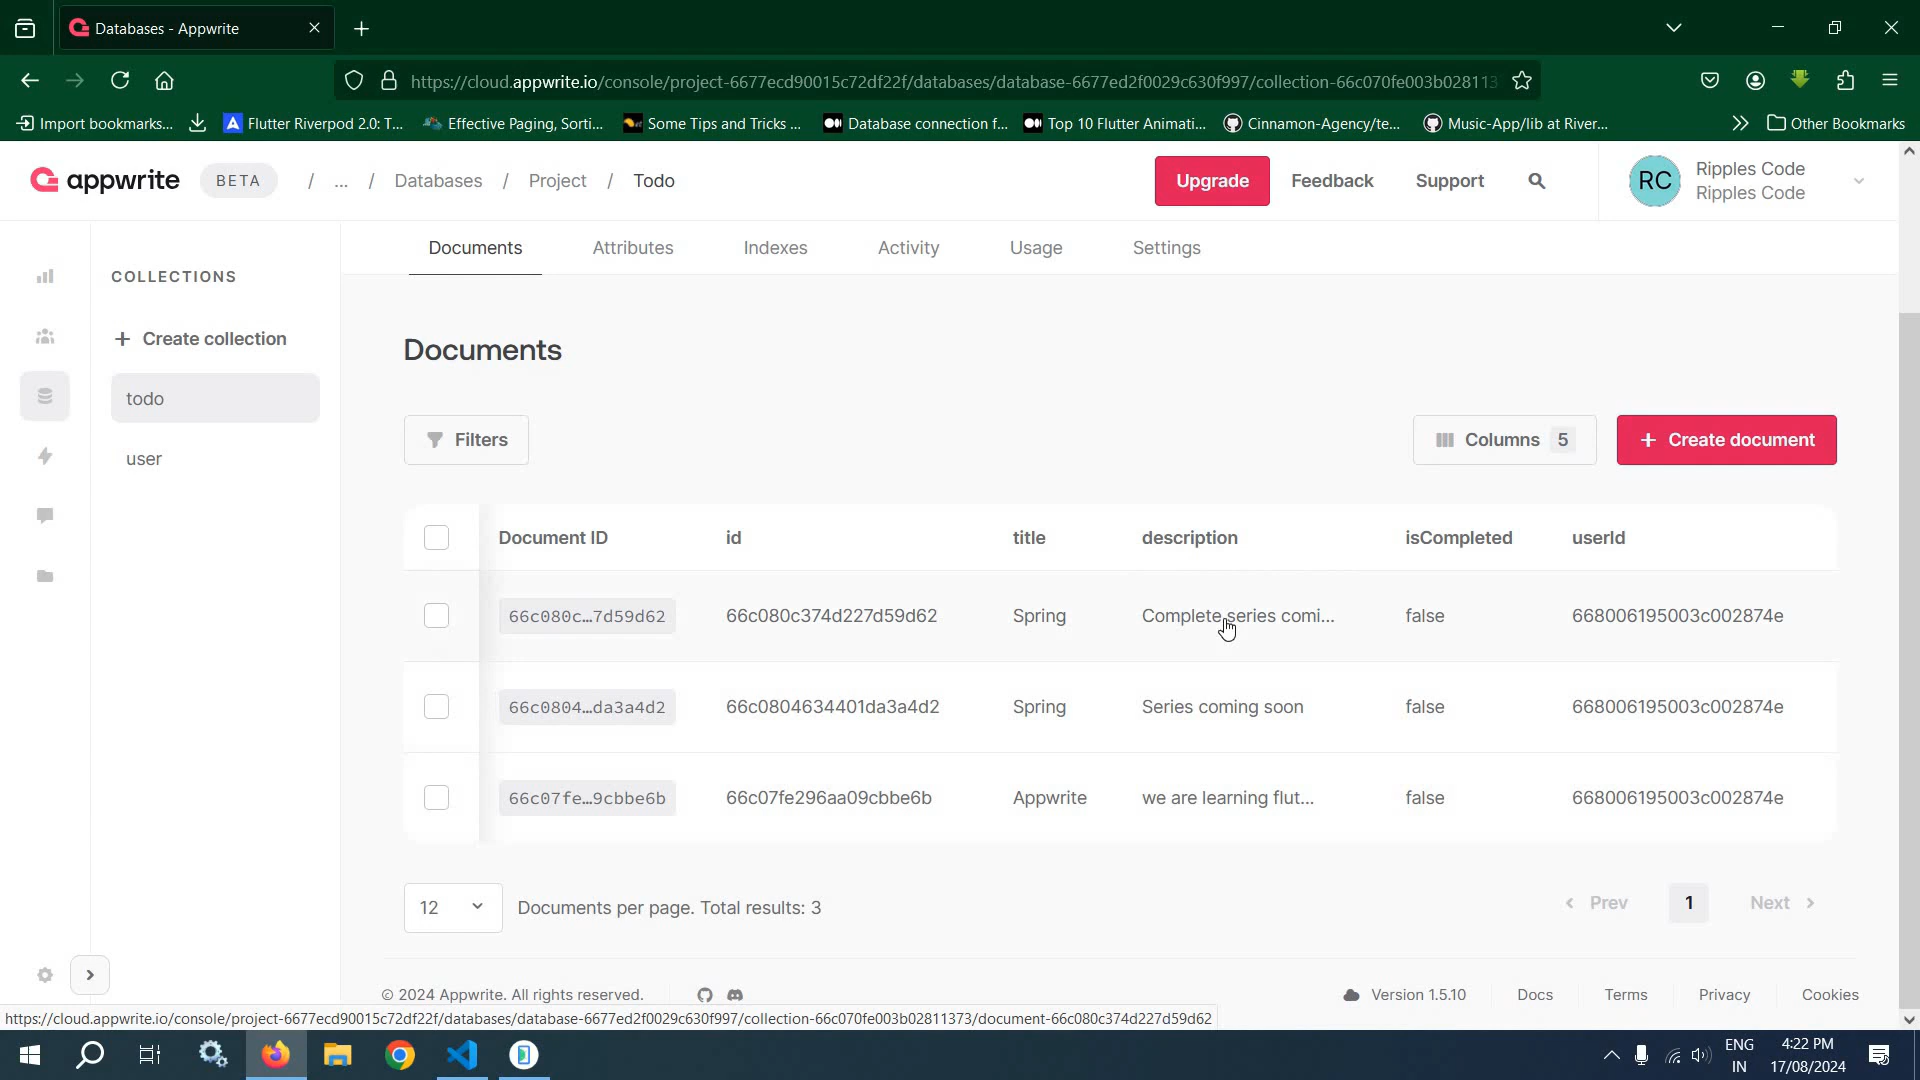 Databases - Appwrite
https://cloud.appwrite.io/console/project-6677ecd90015c72df22f/databases/database-6677ed2f0029c630f997/collection-66c070fe003b028113
Import bookmarks...
Flutter Riverpod 2.0: T...
Effective Paging, Sorti...
Some Tips and Tricks ...
Database connection f...
Top 10 Flutter Animati...
Cinnamon-Agency/te...
Music-App/lib at River...
Other Bookmarks
appwrite BETA / ... / Databases / Project / Todo
Upgrade Feedback Support
RC
Ripples Code
Ripples Code
COLLECTIONS
+ Create collection
todo
user
Documents Attributes Indexes Activity Usage Settings
Documents
Filters
Columns 5
+ Create document
Document ID id title description isCompleted userId
66c080c…7d59d62 66c080c374d227d59d62 Spring Complete series comi... false 668006195003c002874e
66c0804…da3a4d2 66c0804634401da3a4d2 Spring Series coming soon false 668006195003c002874e
66c07fe…9cbbe6b 66c07fe296aa09cbbe6b Appwrite we are learning flut... false 668006195003c002874e
12 Documents per page. Total results: 3
Prev 1 Next
© 2024 Appwrite. All rights reserved.
Version 1.5.10 Docs Terms Privacy Cookies
https://cloud.appwrite.io/console/project-6677ecd90015c72df22f/databases/database-6677ed2f0029c630f997/collection-66c070fe003b02811373/document-66c080c374d227d59d62
ENG
IN
4:22 PM
17/08/2024